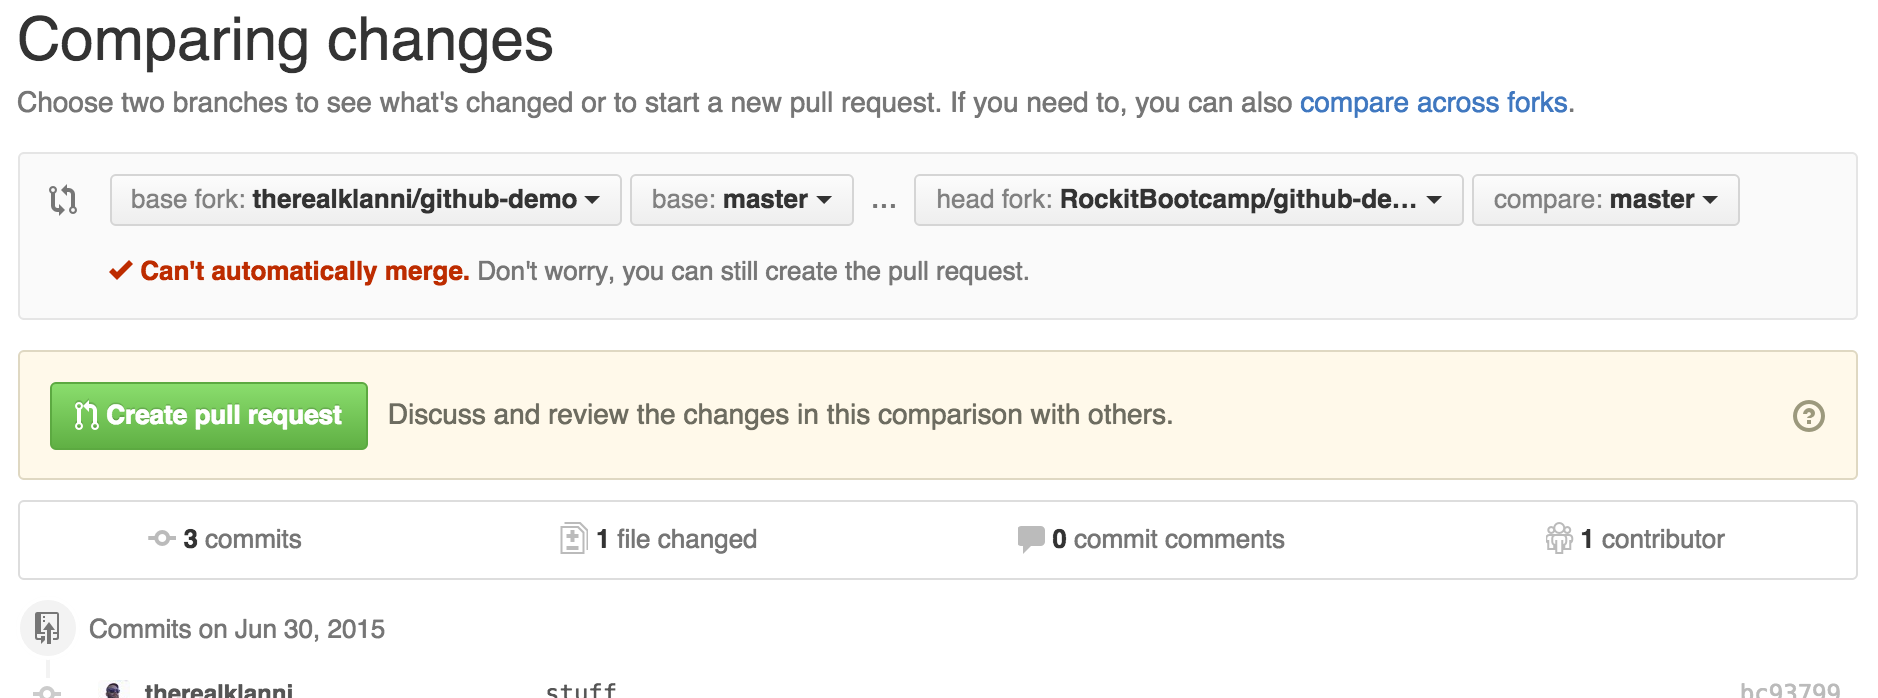 Comparing changes
Choose two branches to see what's changed or to start a new pull request. If you need to, you can also compare across forks.
base fork: therealklanni/github-demo base: master ... head fork: RockitBootcamp/github-de... compare: master
Can't automatically merge. Don't worry, you can still create the pull request.
Create pull request Discuss and review the changes in this comparison with others. ?
3 commits 1 file changed 0 commit comments 1 contributor
Commits on Jun 30, 2015
therealklanni stuff bc93799